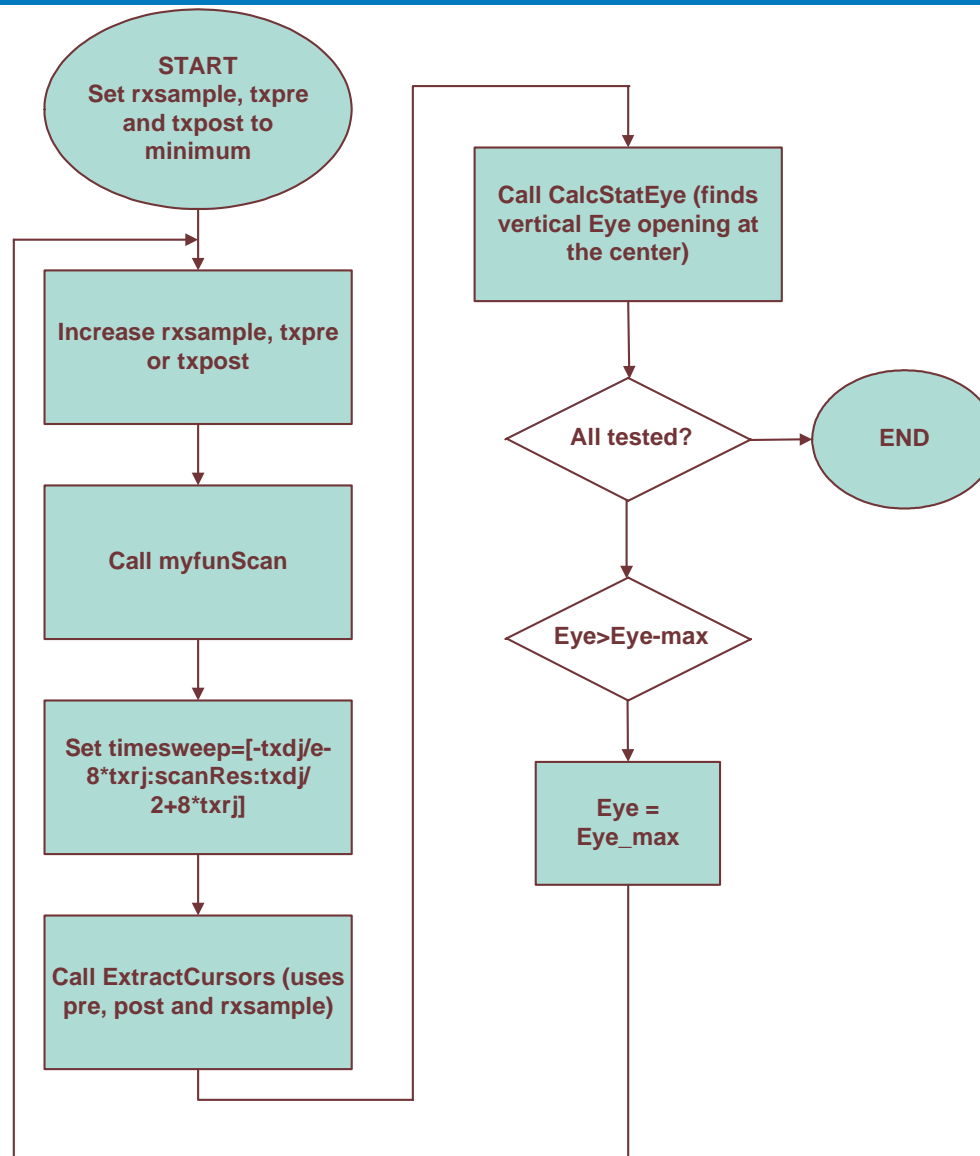 START
Set rxsample, txpre
and txpost to
minimum
Increase rxsample, txpre
or txpost
Call myfunScan
Set timesweep=[-txdj/e-
8*txrj:scanRes:txdj/
2+8*txrj]
Call ExtractCursors (uses
pre, post and rxsample)
Call CalcStatEye (finds
vertical Eye opening at
the center)
All tested?
END
Eye>Eye-max
Eye =
Eye_max